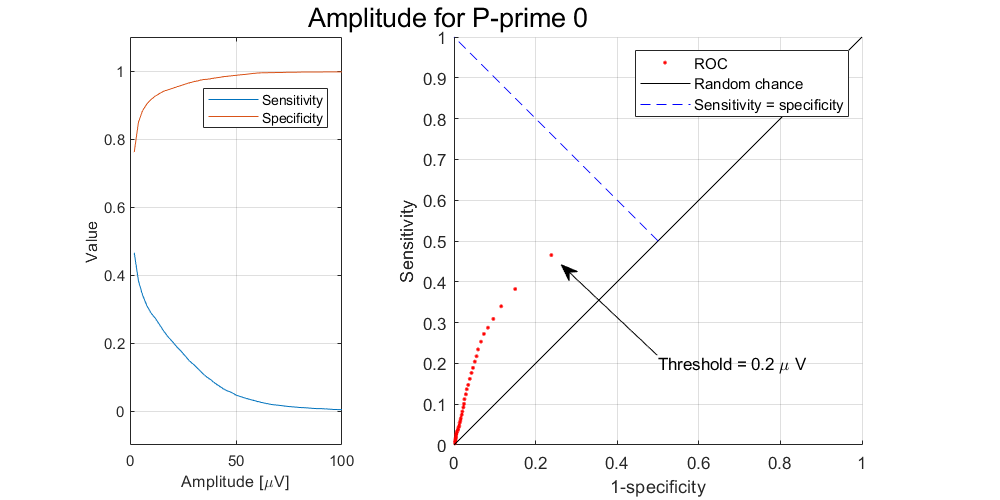 Amplitude for P-prime 0
Value
1
0.8
0.6
0.4
0.2
0
0
50
100
Amplitude [μV]
Sensitivity
Specificity
Sensitivity
1
0.9
0.8
0.7
0.6
0.5
0.4
0.3
0.2
0.1
0
0
0.2
0.4
0.6
0.8
1
1-specificity
ROC
Random chance
Sensitivity = specificity
Threshold = 0.2 μ V